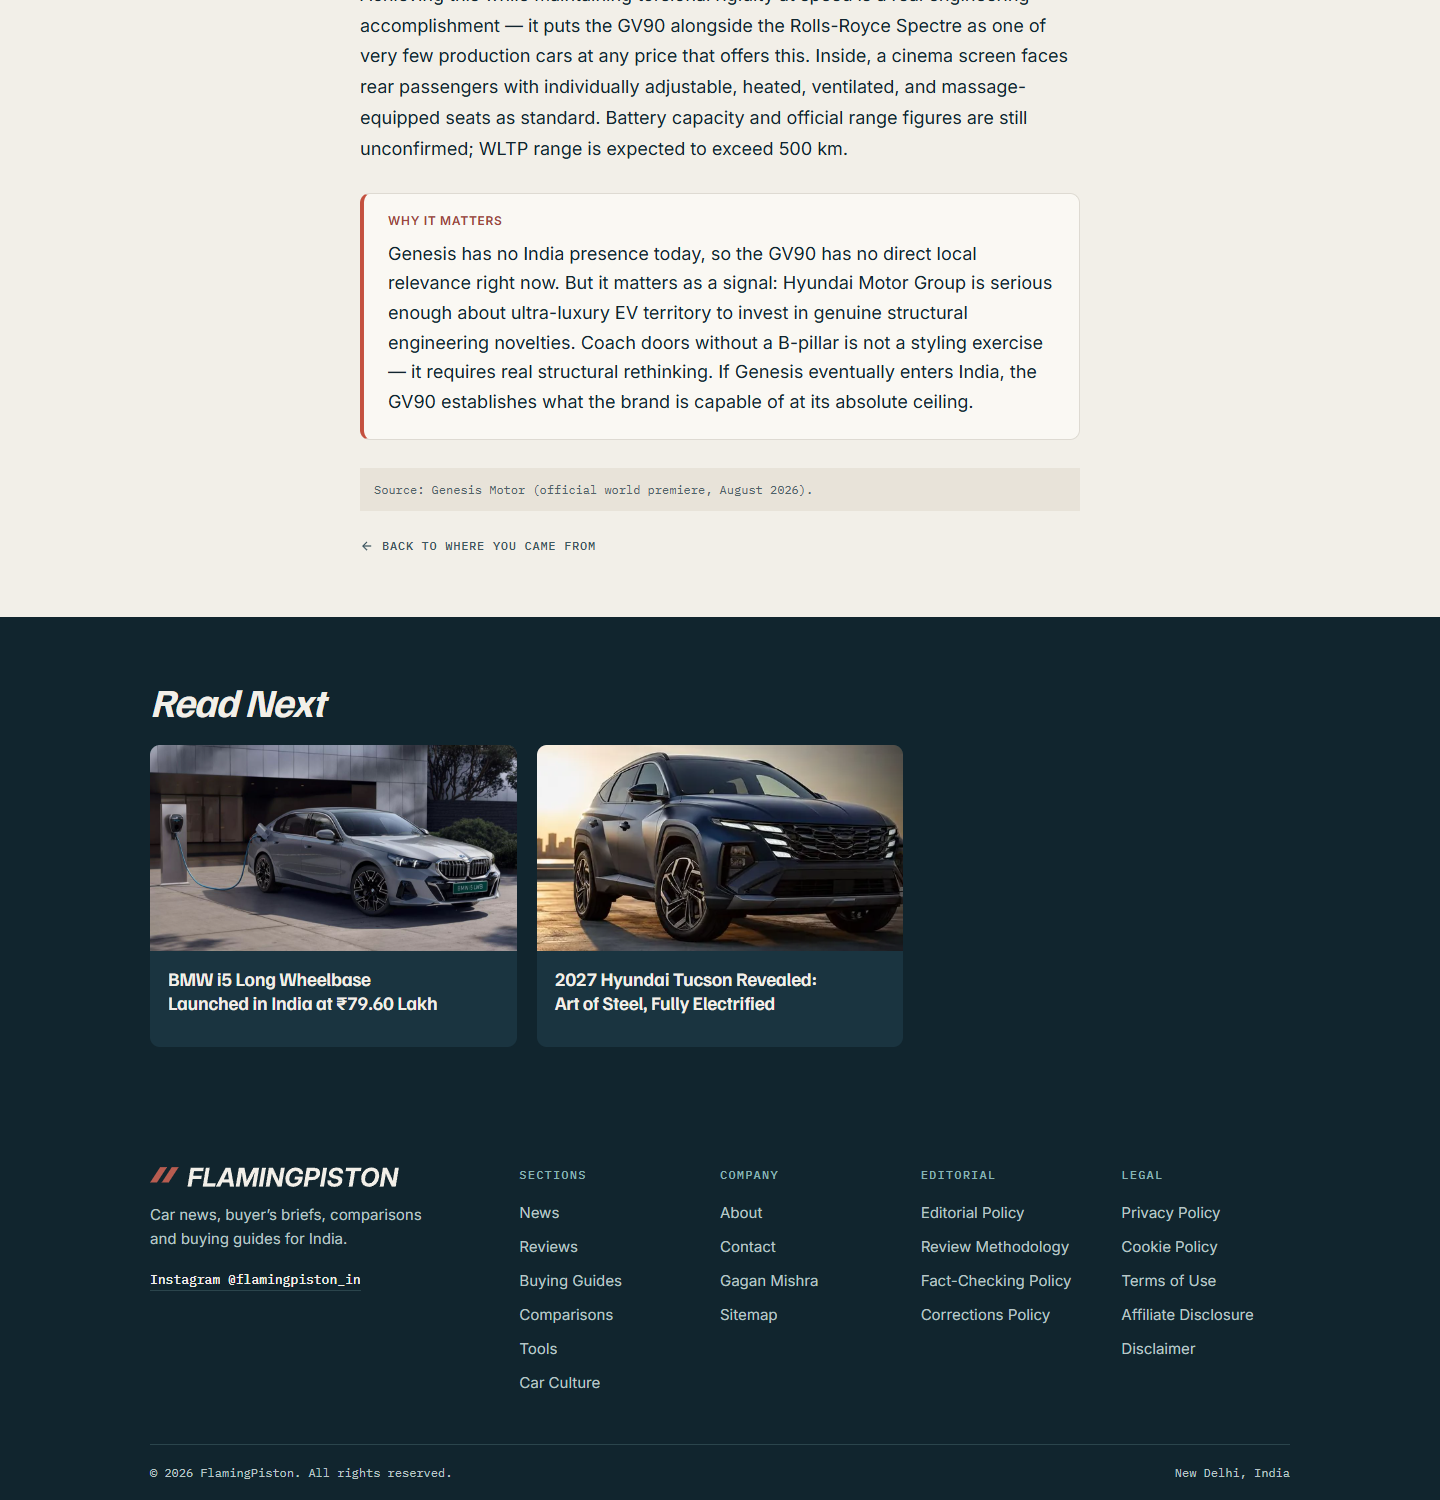 accomplishment — it puts the GV90 alongside the Rolls-Royce Spectre as one of
very few production cars at any price that offers this. Inside, a cinema screen faces
rear passengers with individually adjustable, heated, ventilated, and massage-
equipped seats as standard. Battery capacity and official range figures are still
unconfirmed; WLTP range is expected to exceed 500 km.
WHY IT MATTERS
Genesis has no India presence today, so the GV90 has no direct local
relevance right now. But it matters as a signal: Hyundai Motor Group is serious
enough about ultra-luxury EV territory to invest in genuine structural
engineering novelties. Coach doors without a B-pillar is not a styling exercise
— it requires real structural rethinking. If Genesis eventually enters India, the
GV90 establishes what the brand is capable of at its absolute ceiling.
Source: Genesis Motor (official world premiere, August 2026).
← BACK TO WHERE YOU CAME FROM
Read Next
BMW i5 Long Wheelbase
Launched in India at ₹79.60 Lakh
2027 Hyundai Tucson Revealed:
Art of Steel, Fully Electrified
FLAMINGPISTON
Car news, buyer’s briefs, comparisons
and buying guides for India.
Instagram @flamingpiston_in
SECTIONS
News
Reviews
Buying Guides
Comparisons
Tools
Car Culture
COMPANY
About
Contact
Gagan Mishra
Sitemap
EDITORIAL
Editorial Policy
Review Methodology
Fact-Checking Policy
Corrections Policy
LEGAL
Privacy Policy
Cookie Policy
Terms of Use
Affiliate Disclosure
Disclaimer
© 2026 FlamingPiston. All rights reserved.
New Delhi, India